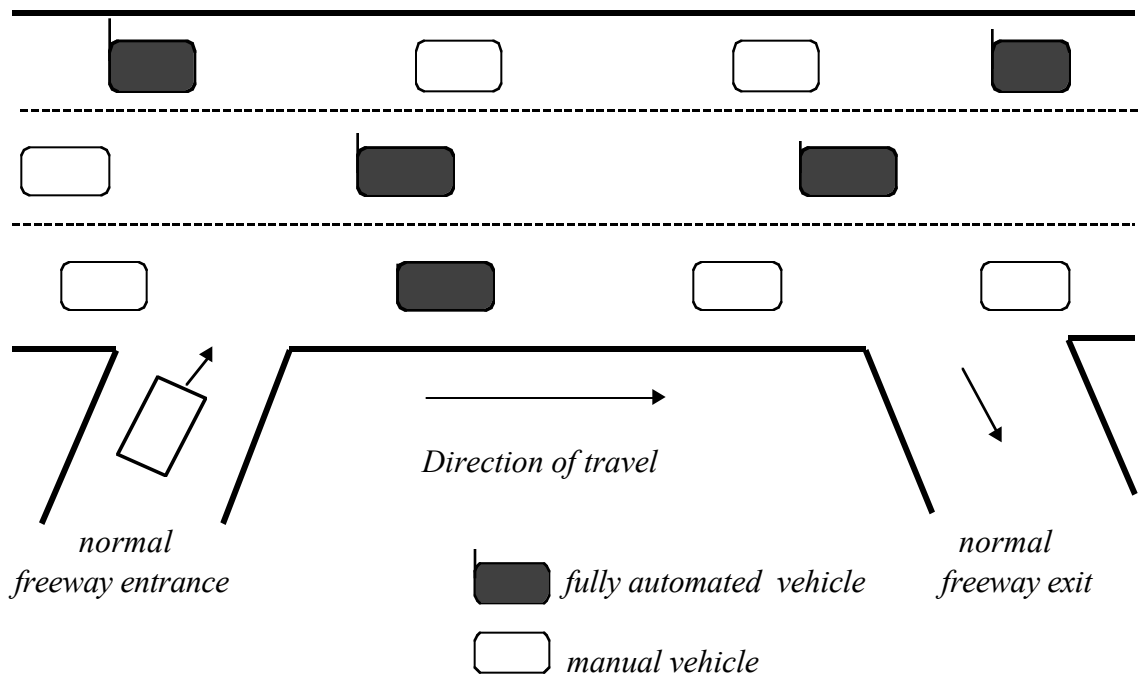 Direction of travel
normal
freeway entrance
normal
freeway exit
fully automated vehicle
manual vehicle